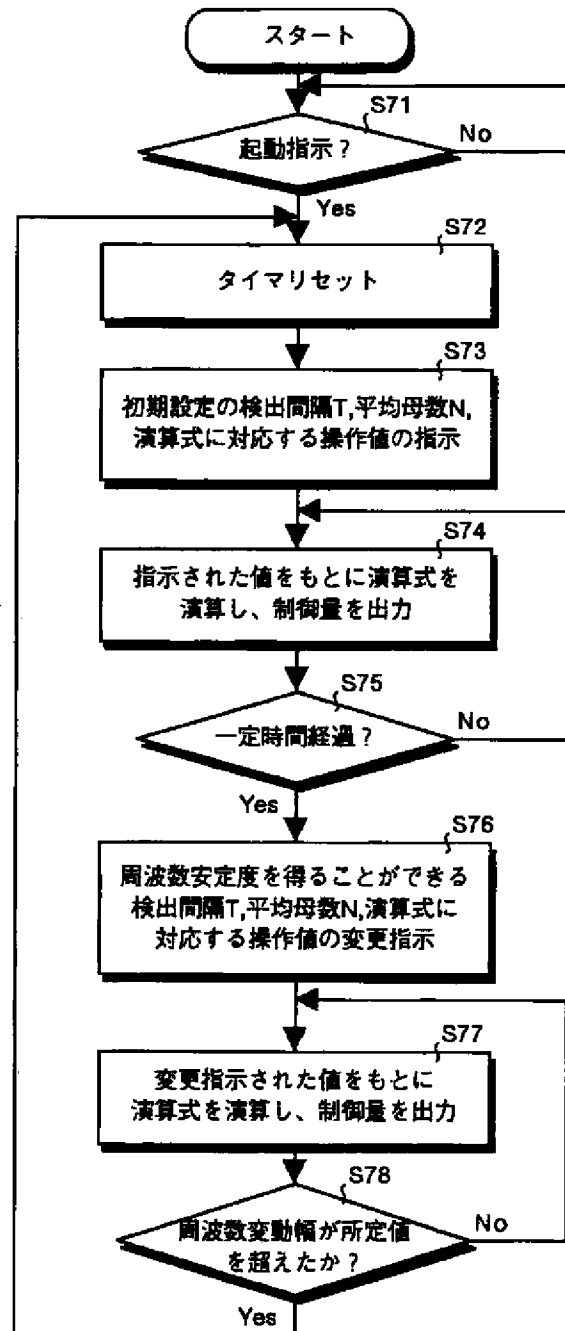 スタート
S71
起動指示？
No
Yes
S72
タイマリセット
S73
初期設定の検出間隔T,平均母数N,
演算式に対応する操作値の指示
S74
指示された値をもとに演算式を
演算し、制御量を出力
S75
一定時間経過？
No
Yes
S76
周波数安定度を得ることができる
検出間隔T,平均母数N,演算式に
対応する操作値の変更指示
S77
変更指示された値をもとに
演算式を演算し、制御量を出力
S78
周波数変動幅が所定値
を超えたか？
No
Yes